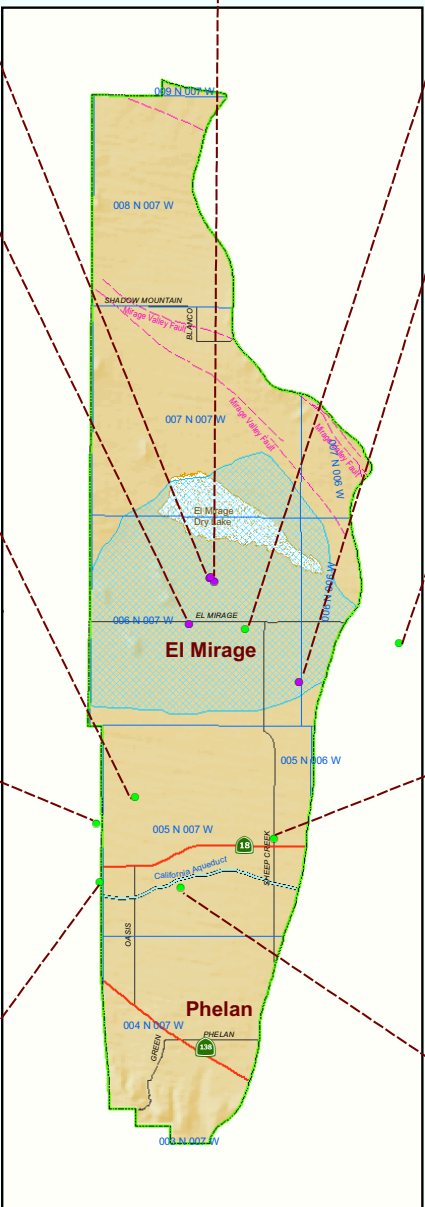 009 N 007 W
008 N 007 W
SHADOW MOUNTAIN
Mirage Valley Fault
BLANCO
007 N 007 W
Mirage Valley Fault
Mirage Valley Fault
007 N 006 W
El Mirage
Dry Lake
006 N 006 W
006 N 007 W
EL MIRAGE
El Mirage
005 N 006 W
005 N 007 W
18
SHEEP CREEK
California Aqueduct
OASIS
Phelan
004 N 007 W
PHELAN
138
GREEN
003 N 007 W